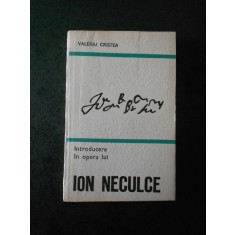 VALERIU CRISTEA
Introducere
în opera lui
ION NECULCE